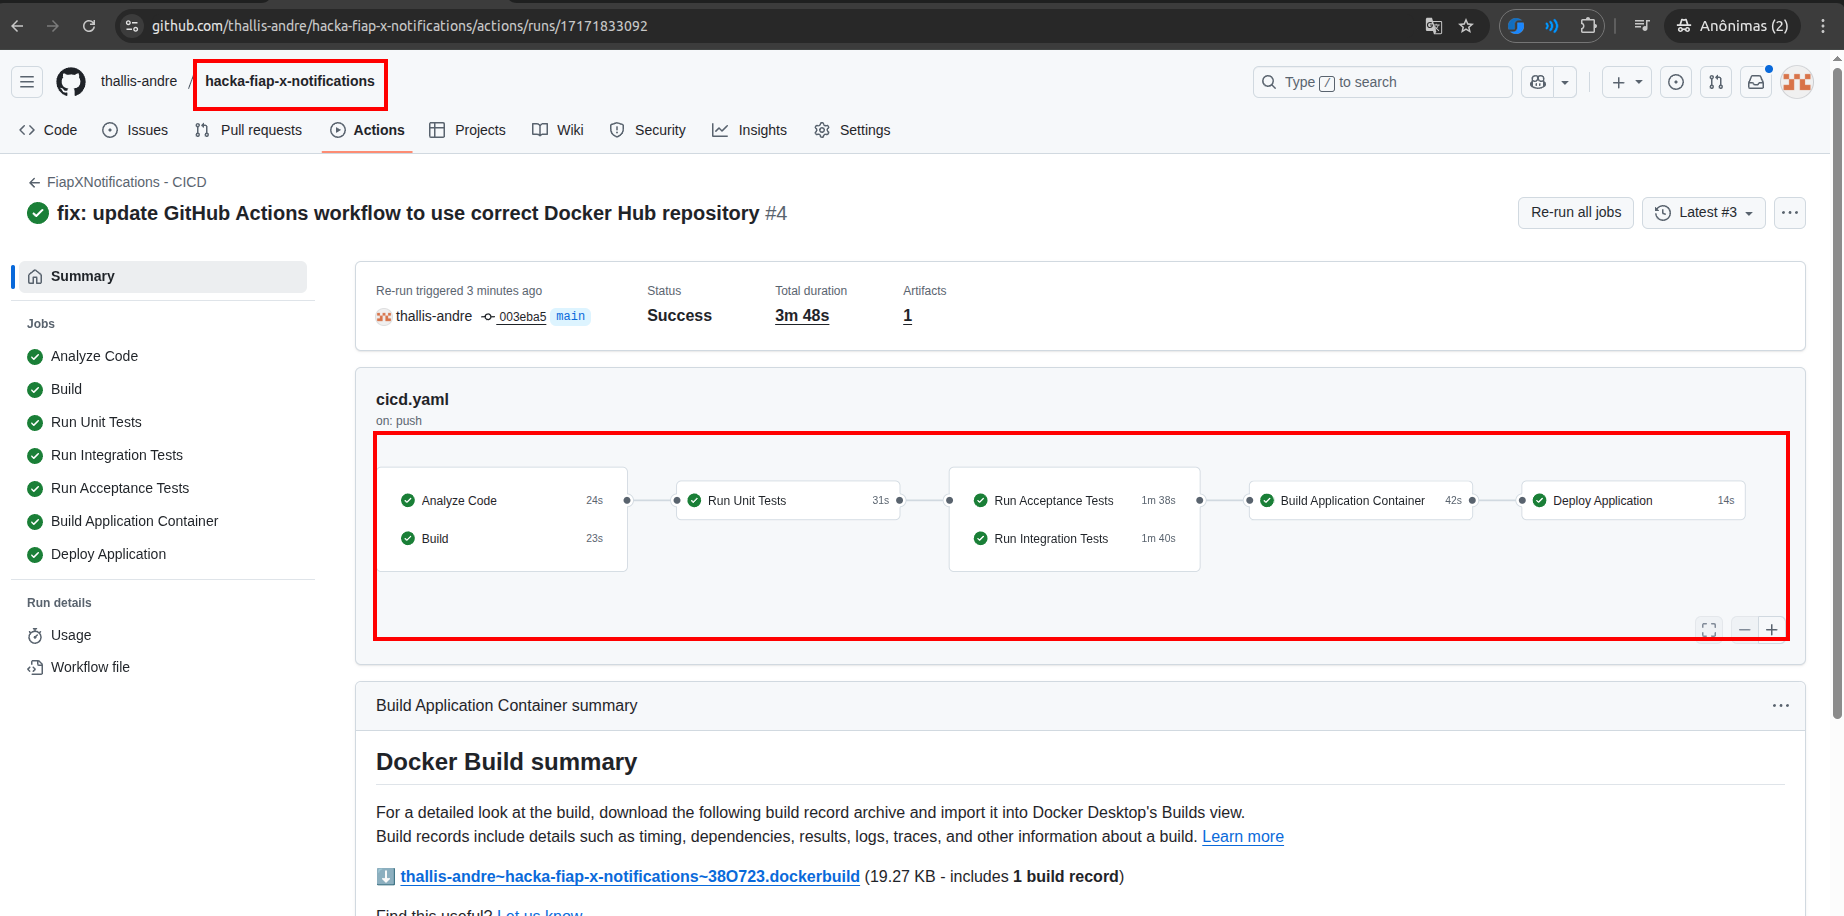 github.com/thallis-andre/hacka-fiap-x-notifications/actions/runs/17171833092
Anônimas (2)
thallis-andre / hacka-fiap-x-notifications
Type / to search
Code
Issues
Pull requests
Actions
Projects
Wiki
Security
Insights
Settings
FiapXNotifications - CICD
fix: update GitHub Actions workflow to use correct Docker Hub repository #4
Re-run all jobs
Latest #3
Summary
Jobs
Analyze Code
Build
Run Unit Tests
Run Integration Tests
Run Acceptance Tests
Build Application Container
Deploy Application
Run details
Usage
Workflow file
Re-run triggered 3 minutes ago
thallis-andre 003eba5 main
Status
Success
Total duration
3m 48s
Artifacts
1
cicd.yaml
on: push
Analyze Code 24s
Build 23s
Run Unit Tests 31s
Run Acceptance Tests 1m 38s
Run Integration Tests 1m 40s
Build Application Container 42s
Deploy Application 14s
Build Application Container summary
Docker Build summary
For a detailed look at the build, download the following build record archive and import it into Docker Desktop's Builds view.
Build records include details such as timing, dependencies, results, logs, traces, and other information about a build. Learn more
thallis-andre~hacka-fiap-x-notifications~38O723.dockerbuild (19.27 KB - includes 1 build record)
Find this useful? Let us know